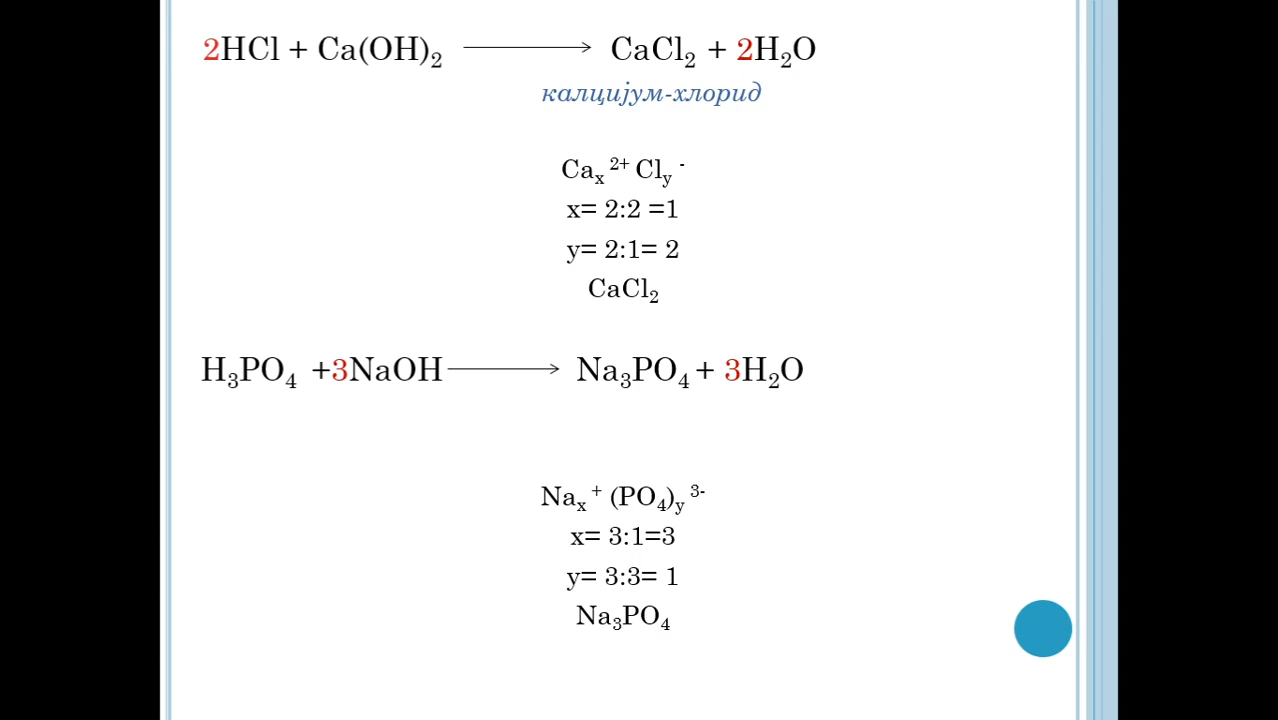 2HCl + Ca(OH)₂ ⟶ CaCl₂ + 2H₂O
калцијум-хлорид
Caₓ ²⁺ Clᵧ ⁻
x= 2:2 =1
y= 2:1= 2
CaCl₂
H₃PO₄ +3NaOH ⟶ Na₃PO₄ + 3H₂O
Naₓ ⁺ (PO₄)ᵧ ³⁻
x= 3:1=3
y= 3:3= 1
Na₃PO₄